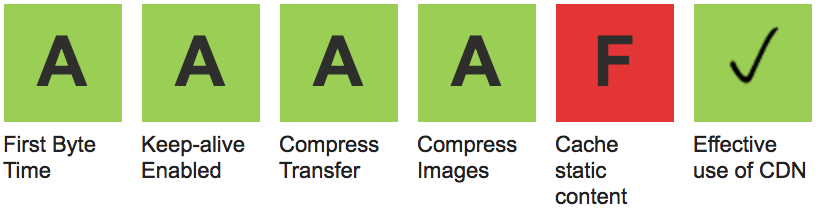 A A A A F ✓
First Byte Keep-alive Compress Compress Cache Effective
Time Enabled Transfer Images static use of CDN
content